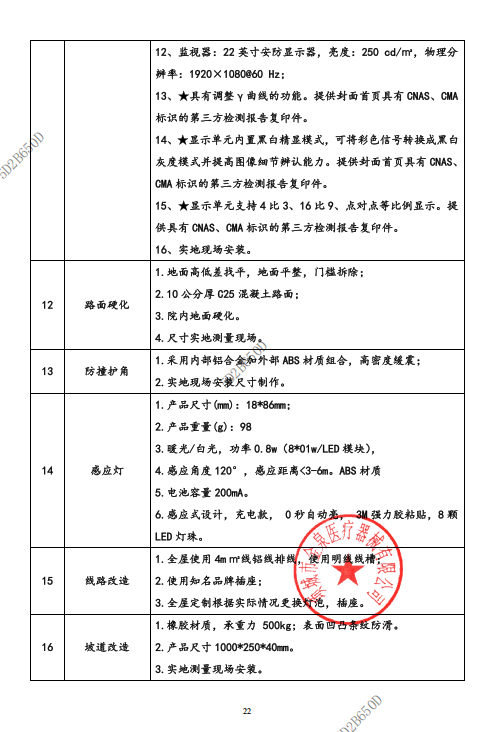 12、监视器：22 英寸安防显示器，亮度：250 cd/㎡，物理分
辨率：1920×1080@60 Hz；
13、★具有调整γ曲线的功能。提供封面首页具有 CNAS、CMA
标识的第三方检测报告复印件。
14、★显示单元内置黑白精显模式，可将彩色信号转换成黑白
灰度模式并提高图像细节辨认能力。提供封面首页具有 CNAS、
CMA 标识的第三方检测报告复印件。
15、★显示单元支持 4 比 3、16 比 9、点对点等比例显示。提
供具有 CNAS、CMA 标识的第三方检测报告复印件。
16、实地现场安装。
12 路面硬化
1.地面高低差找平，地面平整，门槛拆除；
2.10 公分厚 C25 混凝土路面；
3.院内地面硬化。
4.尺寸实地测量现场。
13 防撞护角
1.采用内部铝合金加外部 ABS 材质组合，高密度缓震；
2.实地现场安装尺寸制作。
14 感应灯
1.产品尺寸(mm)：18*86mm；
2.产品重量(g)：98
3.暖光/白光，功率 0.8w（8*01w/LED 模块），
4.感应角度 120°，感应距离<3-6m。ABS 材质
5.电池容量 200mA。
6.感应式设计，充电款， 0 秒自动亮， 3M 强力胶粘贴，8 颗
LED 灯珠。
15 线路改造
1.全屋使用 4m㎡线铝线排线，使用明线线槽；
2.使用知名品牌插座；
3.全屋定制根据实际情况更换灯泡，插座。
16 坡道改造
1.橡胶材质，承重力 500kg；表面凹凸条纹防滑。
2.产品尺寸 1000*250*40mm。
3.实地测量现场安装。
22
5D2B650D
D2B650D
D2B650D
城市金泉医疗器械有限公司